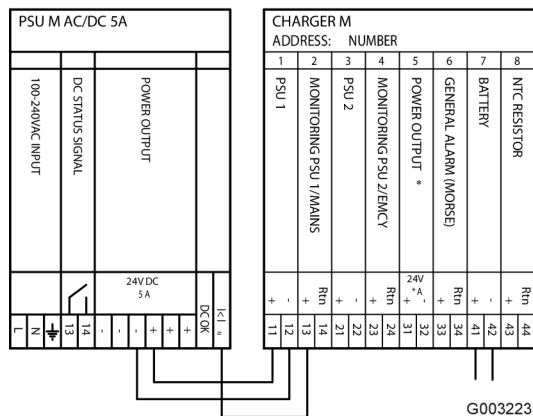 PSU M AC/DC 5A
100-240VAC INPUT
DC STATUS SIGNAL
POWER OUTPUT
24V DC
5 A
DC OK
I<I
N
L
N
13
14
-
-
-
+
+
+
CHARGER M
ADDRESS: NUMBER
1 2 3 4 5 6 7 8
PSU 1
MONITORING PSU 1/MAINS
PSU 2
MONITORING PSU 2/EMCY
POWER OUTPUT *
GENERAL ALARM (MORSE)
BATTERY
NTC RESISTOR
24V
*A
+ - + Rtn + - + Rtn + - + Rtn + - + Rtn
11 12 13 14 21 22 23 24 31 32 33 34 41 42 43 44
G003223